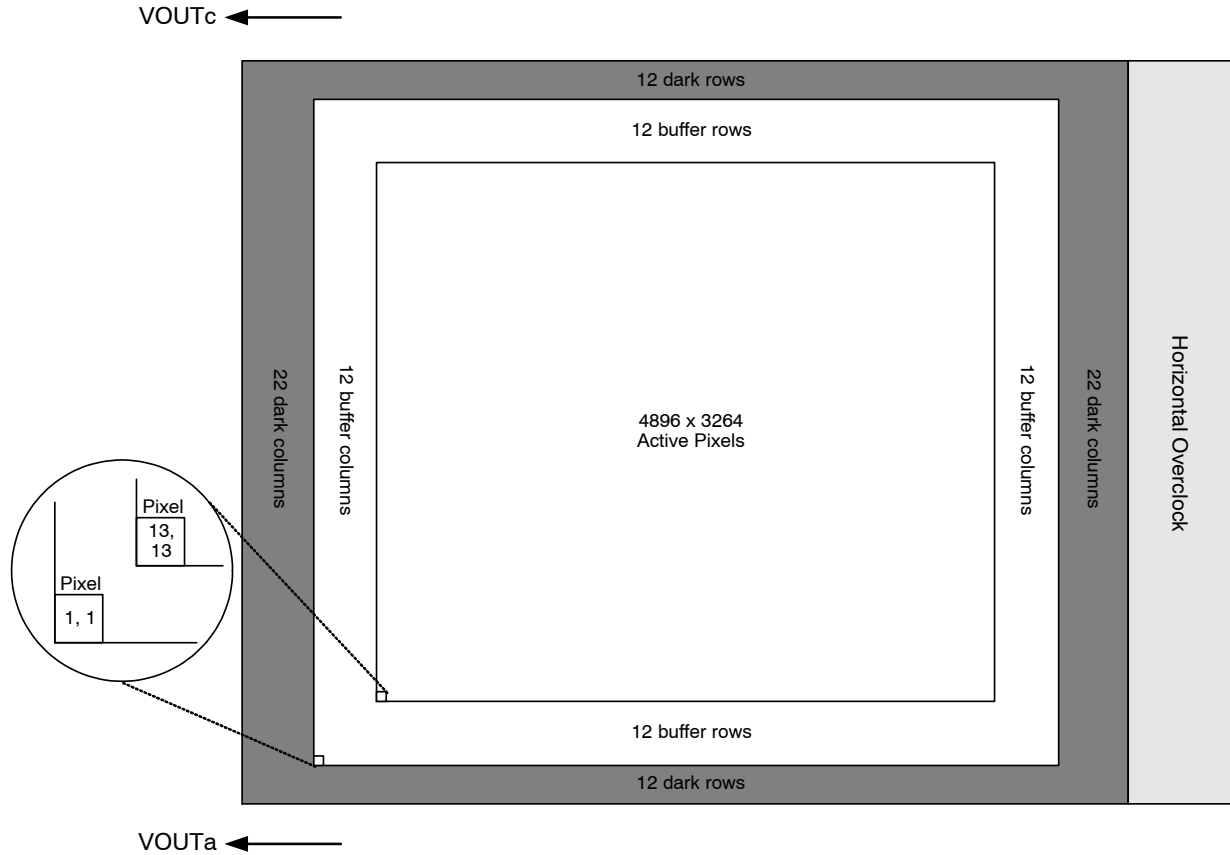 VOUTc
12 dark rows
12 buffer rows
22 dark columns
12 buffer columns
4896 x 3264
Active Pixels
12 buffer columns
22 dark columns
Horizontal Overclock
Pixel
13,
13
Pixel
1, 1
12 buffer rows
12 dark rows
VOUTa